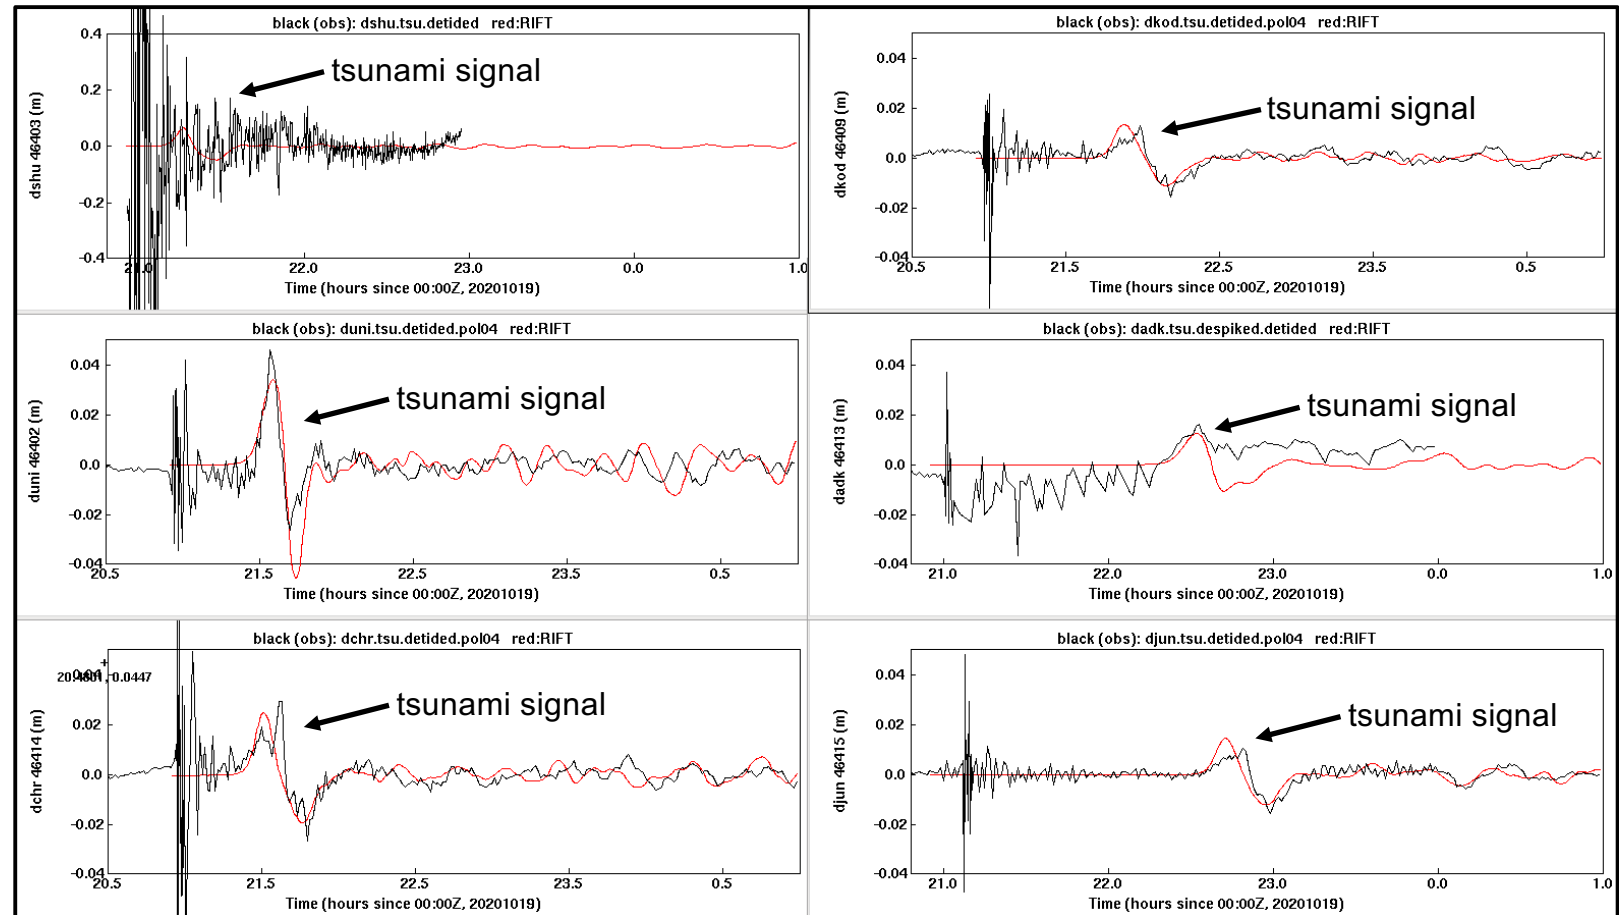 black (obs): dshu.tsu.detided red:RIFT
tsunami signal
dshu 46403 (m)
0.4
0.2
0.0
-0.2
-0.4
22.0 23.0 0.0 1.0
Time (hours since 00:00Z, 20201019)
black (obs): dkod.tsu.detided.pol04 red:RIFT
tsunami signal
dkod 46409 (m)
0.04
0.02
0.0
-0.02
-0.04
20.5 21.5 22.5 23.5 0.5
Time (hours since 00:00Z, 20201019)
black (obs): duni.tsu.detided.pol04 red:RIFT
tsunami signal
duni 46402 (m)
0.04
0.02
0.0
-0.02
-0.04
20.5 21.5 22.5 23.5 0.5
Time (hours since 00:00Z, 20201019)
black (obs): dadk.tsu.despiked.detided red:RIFT
tsunami signal
dadk 46413 (m)
0.04
0.02
0.0
-0.02
-0.04
21.0 22.0 23.0 0.0 1.0
Time (hours since 00:00Z, 20201019)
black (obs): dchr.tsu.detided.pol04 red:RIFT
tsunami signal
dchr 46414 (m)
0.02
0.0
-0.02
-0.04
20.5 21.5 22.5 23.5 0.5
Time (hours since 00:00Z, 20201019)
black (obs): djun.tsu.detided.pol04 red:RIFT
tsunami signal
djun 46415 (m)
0.04
0.02
0.0
-0.02
-0.04
21.0 22.0 23.0 0.0 1.0
Time (hours since 00:00Z, 20201019)